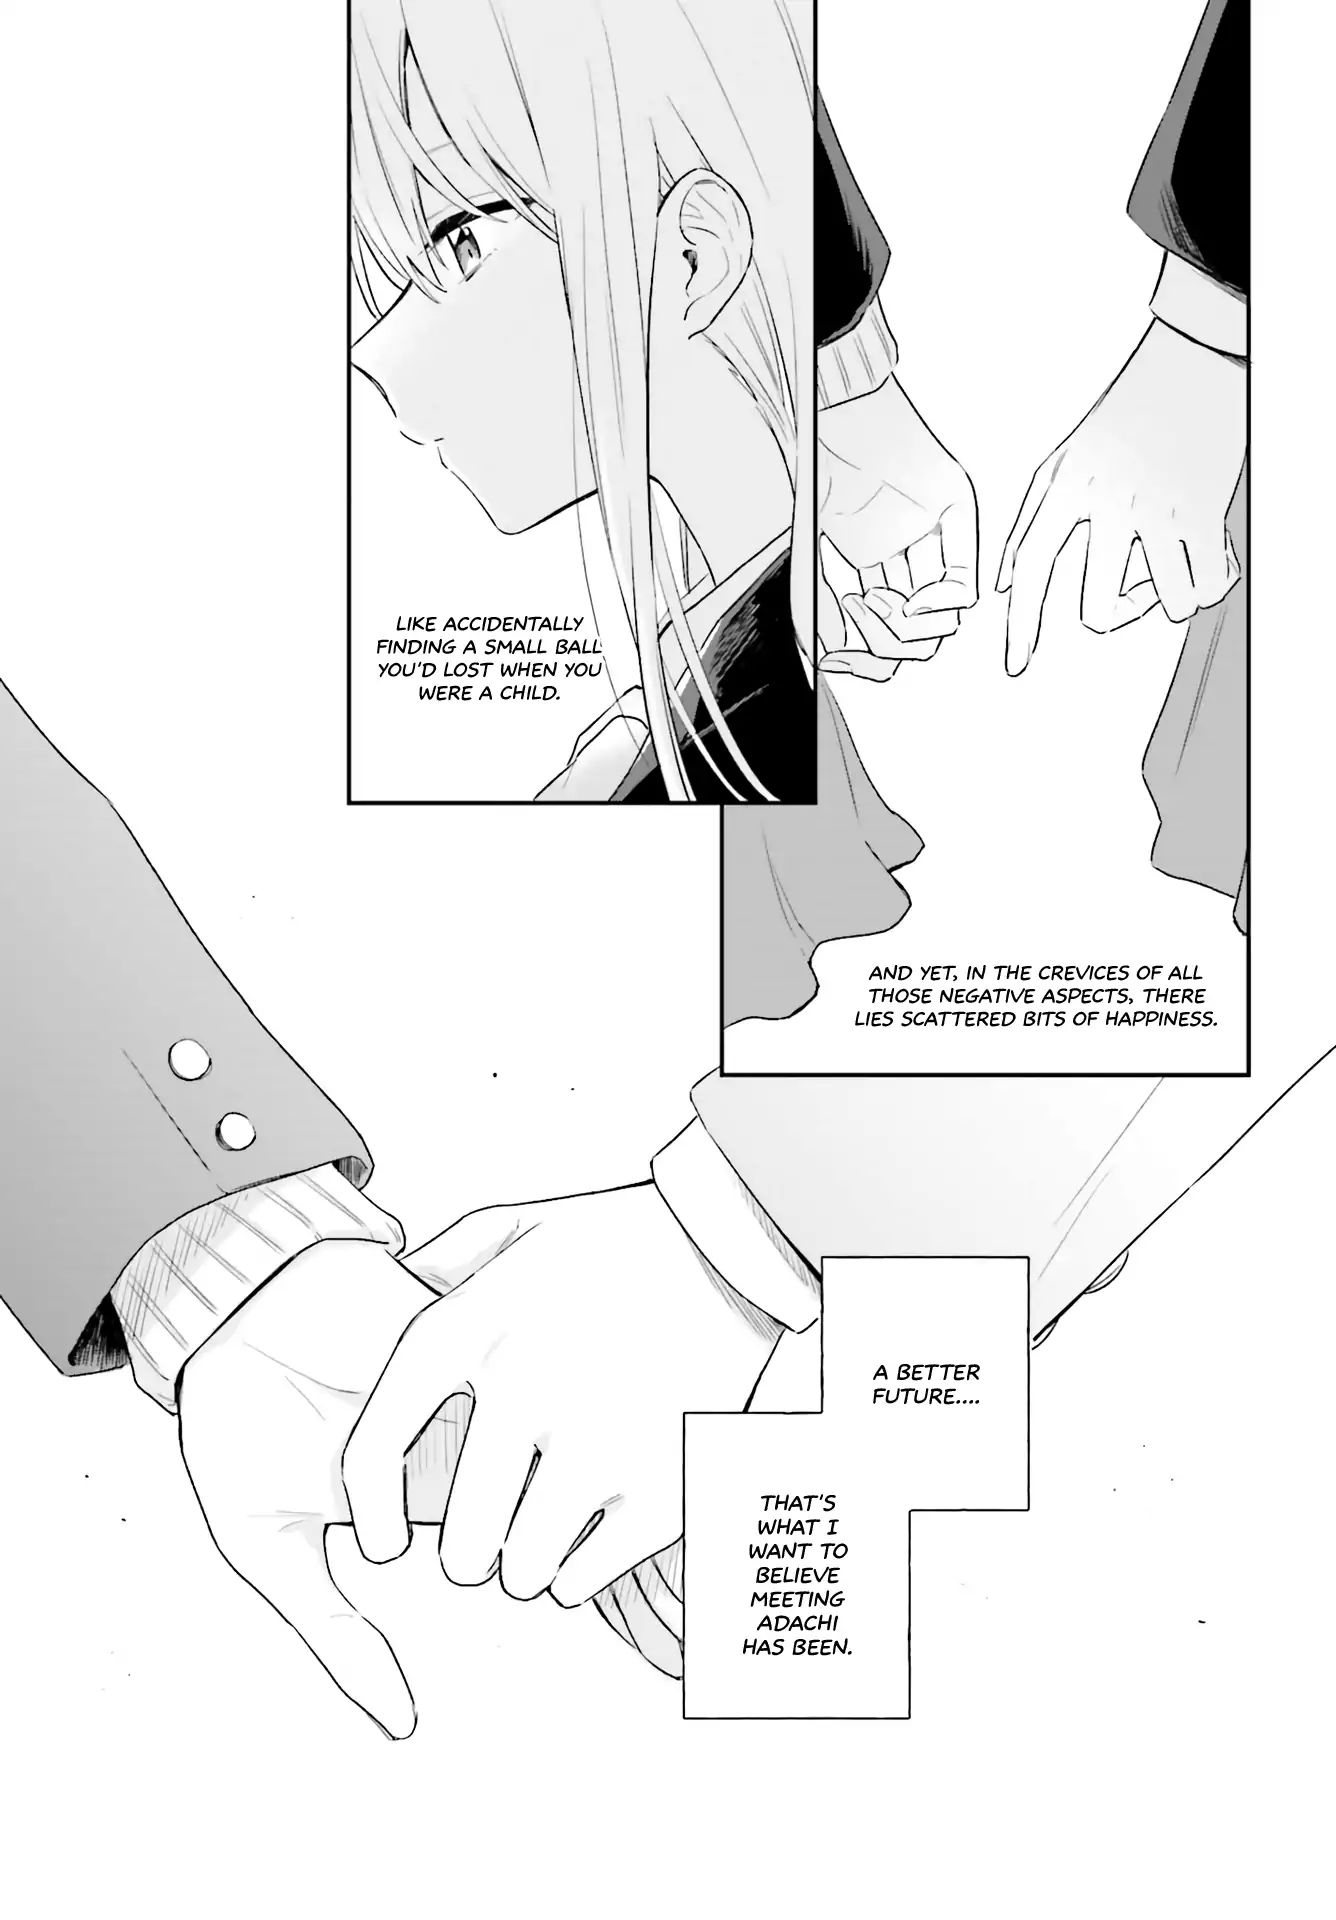 AND YET, IN THE CREVICES OF ALL
THOSE NEGATIVE ASPECTS, THERE
LIES SCATTERED BITS OF HAPPINESS.
LIKE ACCIDENTALLY
FINDING A SMALL BALL
YOU'D LOST WHEN YOU
WERE A CHILD.
A BETTER
FUTURE....
THAT'S
WHAT I
WANT TO
BELIEVE
MEETING
ADACHI
HAS BEEN.